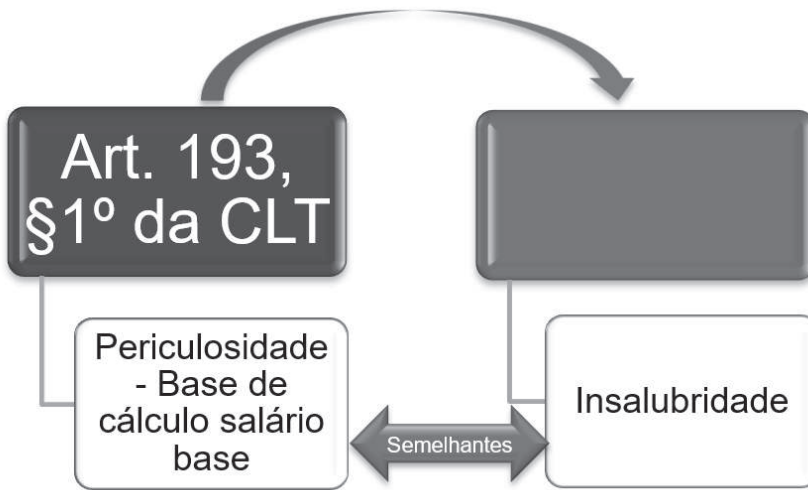 Art. 193,
§1º da CLT
Periculosidade
- Base de
cálculo salário
base
Semelhantes
Insalubridade